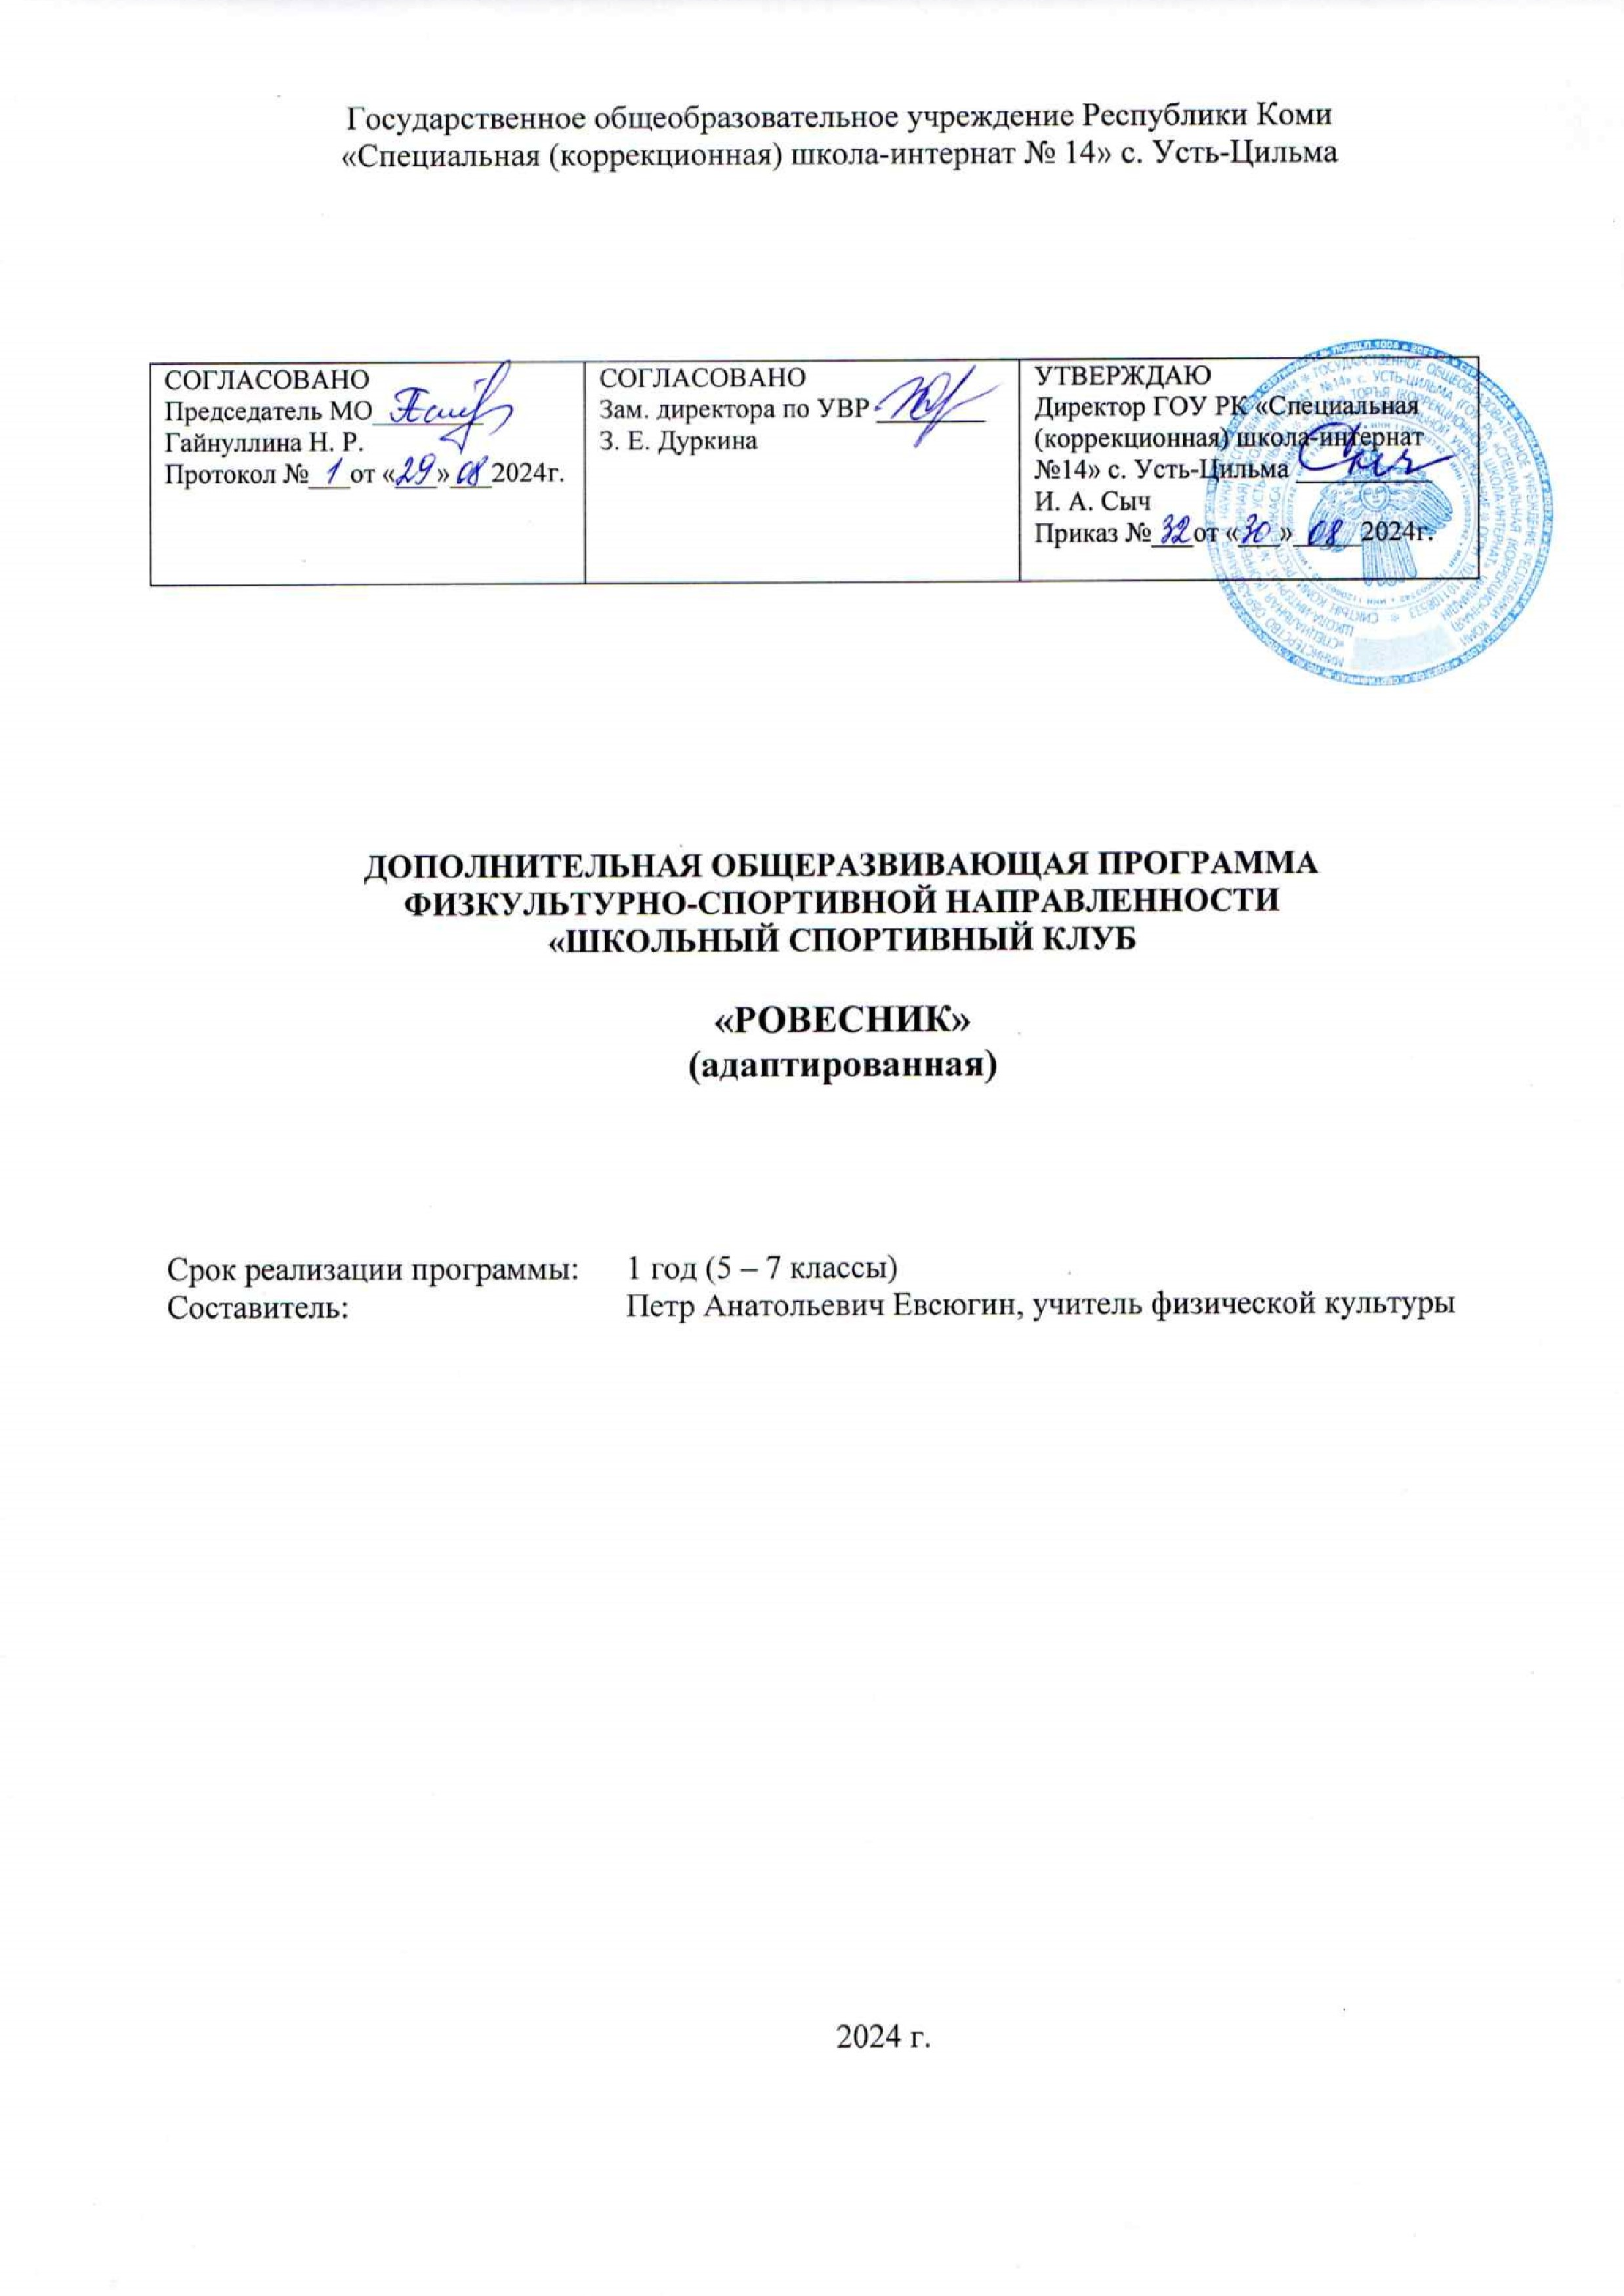 Государственное общеобразовательное учреждение Республики Коми
«Специальная (коррекционная) школа-интернат № 14» с. Усть-Цильма
СОГЛАСОВАНО
Председатель МО
Гайнуллина Н. Р.
Протокол № 1 от «29» 08 2024г.
СОГЛАСОВАНО
Зам. директора по УВР
З. Е. Дуркина
УТВЕРЖДАЮ
Директор ГОУ РК «Специальная
(коррекционная) школа-интернат
№14» с. Усть-Цильма
И. А. Сыч
Приказ № 32 от «30» 08 2024г.
ДОПОЛНИТЕЛЬНАЯ ОБЩЕРАЗВИВАЮЩАЯ ПРОГРАММА
ФИЗКУЛЬТУРНО-СПОРТИВНОЙ НАПРАВЛЕННОСТИ
«ШКОЛЬНЫЙ СПОРТИВНЫЙ КЛУБ
«РОВЕСНИК»
(адаптированная)
Срок реализации программы: 1 год (5 – 7 классы)
Составитель: Петр Анатольевич Евсюгин, учитель физической культуры
2024 г.